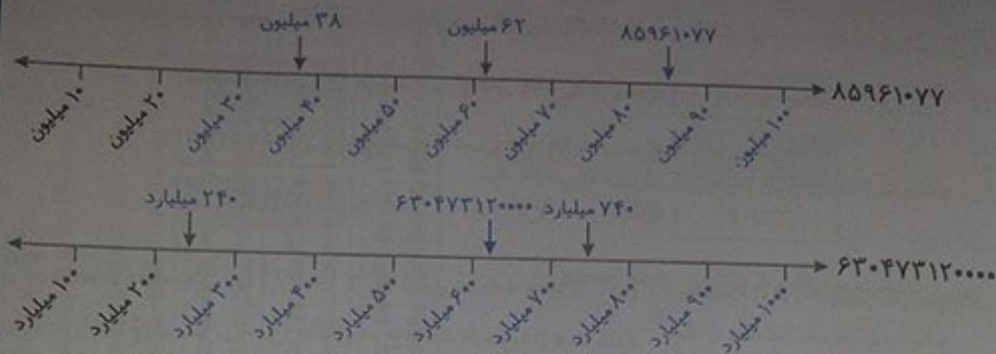 ۳۸ میلیون ۶۲ میلیون ۸۵۹۶۱۰۷۷
۸۵۹۶۱۰۷۷
۱۰ میلیون ۲۰ میلیون ۳۰ میلیون ۴۰ میلیون ۵۰ میلیون ۶۰ میلیون ۷۰ میلیون ۸۰ میلیون ۹۰ میلیون ۱۰۰ میلیون
۲۴۰ میلیارد ۶۳۰۴۷۳۱۲۰۰۰۰ ۷۴۰ میلیارد
۶۳۰۴۷۳۱۲۰۰۰۰
۱۰۰ میلیارد ۲۰۰ میلیارد ۳۰۰ میلیارد ۴۰۰ میلیارد ۵۰۰ میلیارد ۶۰۰ میلیارد ۷۰۰ میلیارد ۸۰۰ میلیارد ۹۰۰ میلیارد ۱۰۰۰ میلیارد